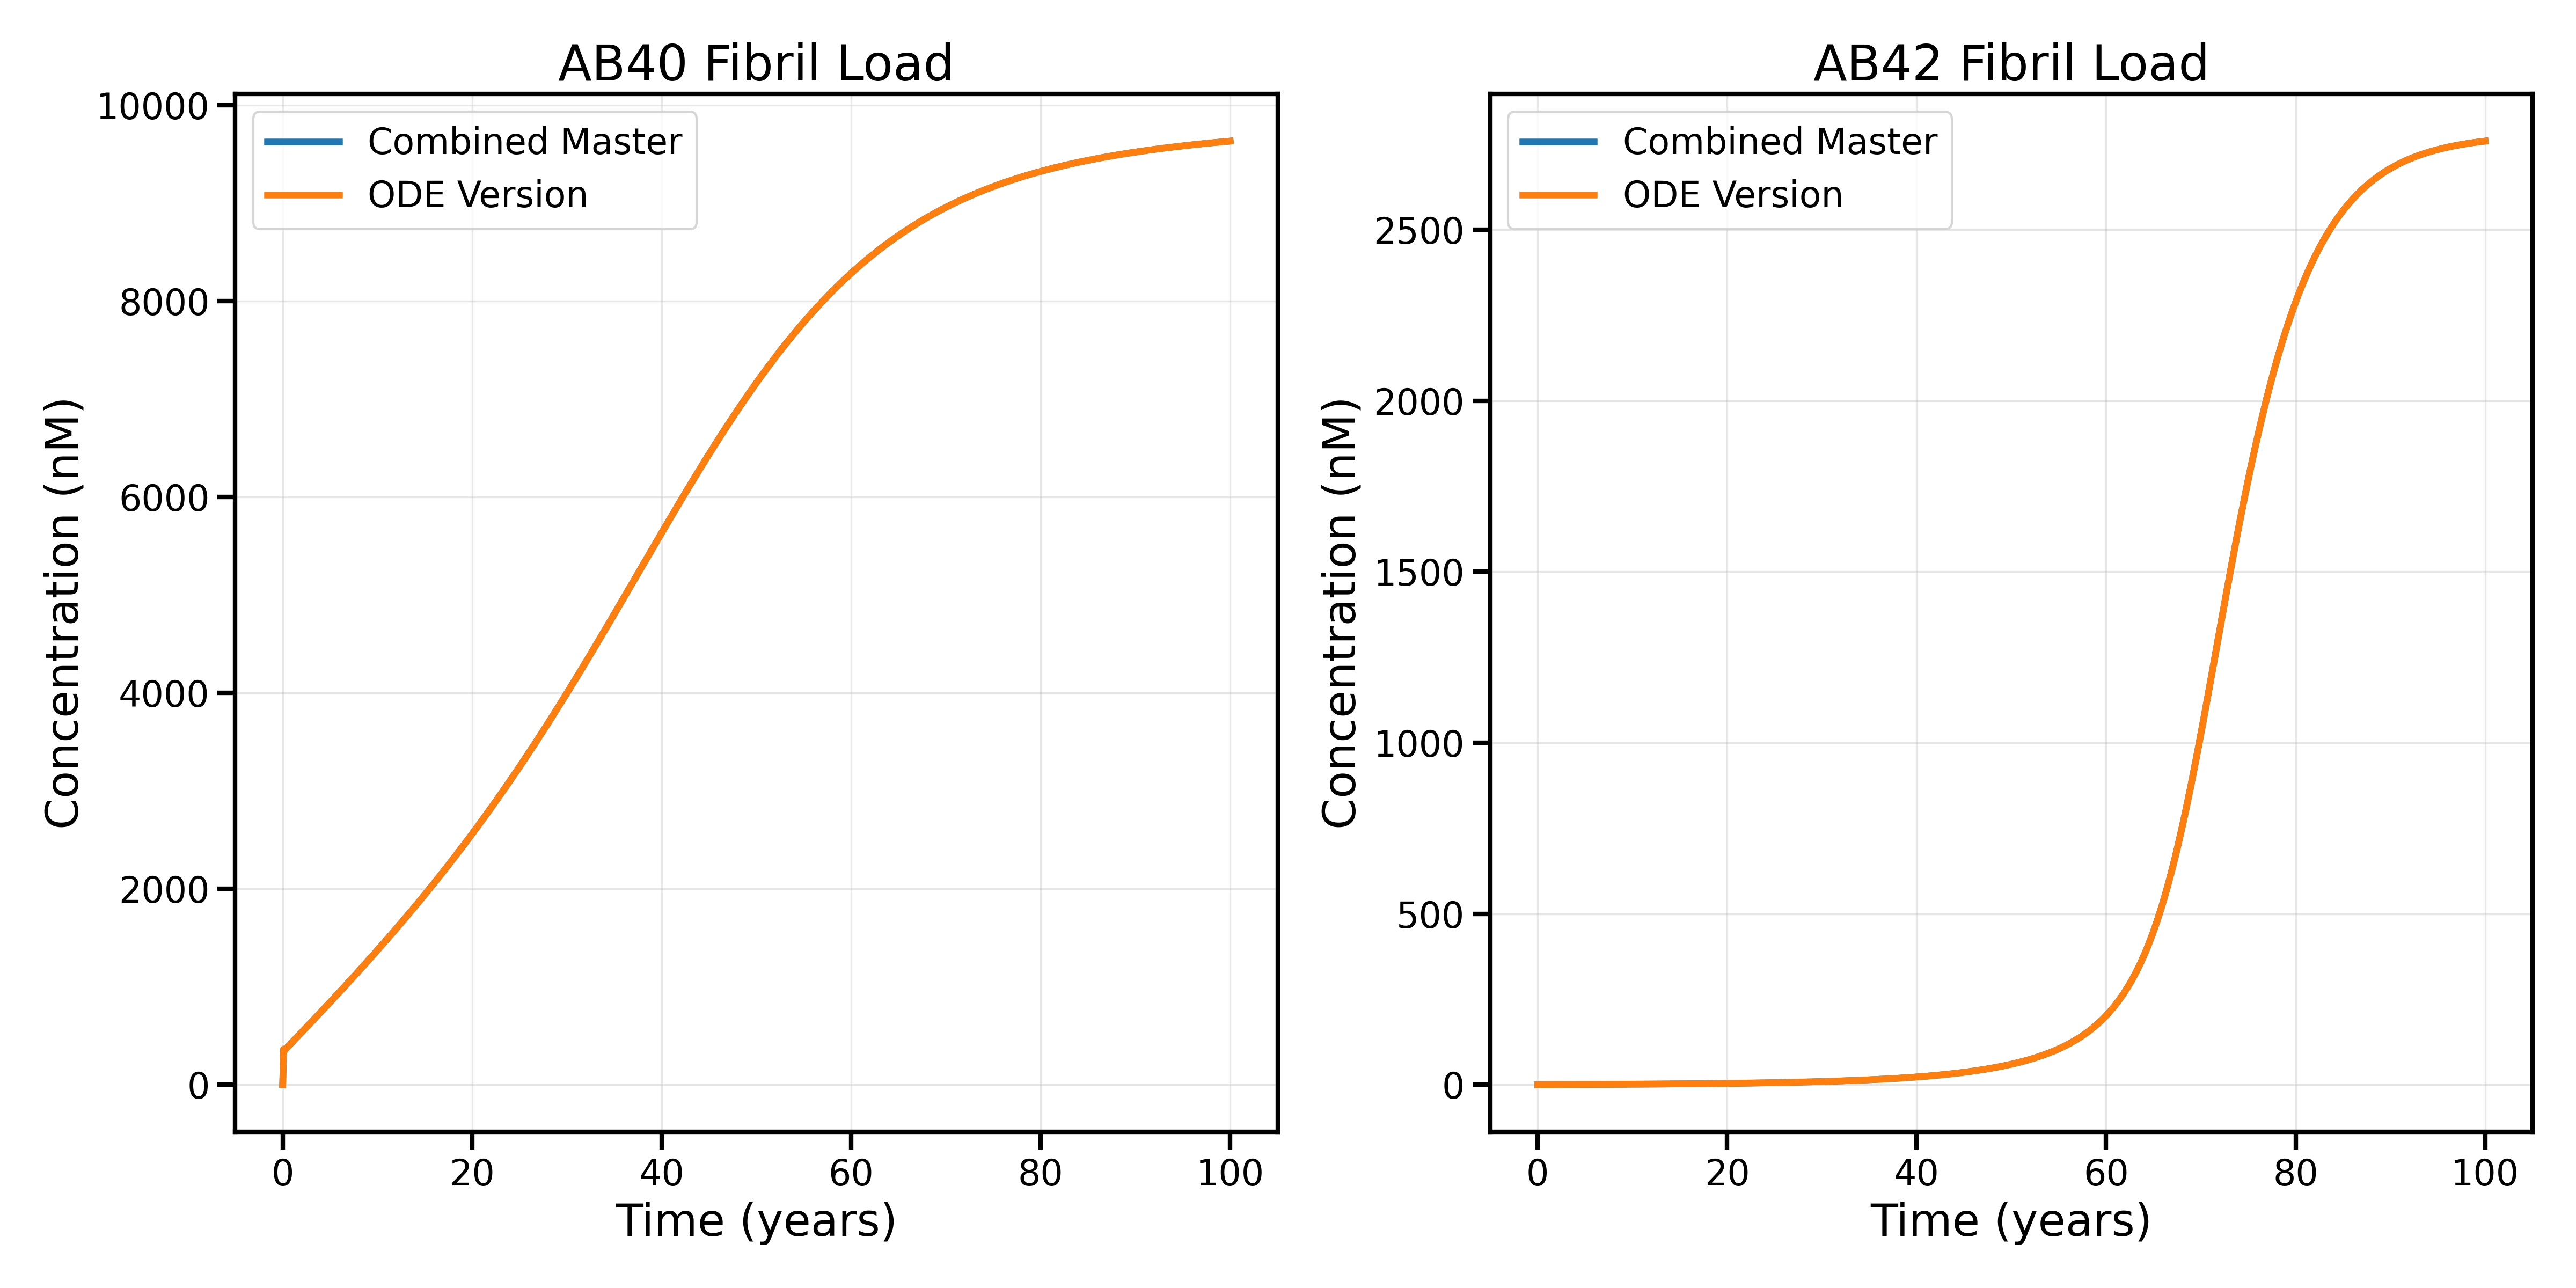 AB40 Fibril Load
Concentration (nM)
10000
8000
6000
4000
2000
0
Combined Master
ODE Version
0 20 40 60 80 100
Time (years)
AB42 Fibril Load
Concentration (nM)
2500
2000
1500
1000
500
0
Combined Master
ODE Version
0 20 40 60 80 100
Time (years)